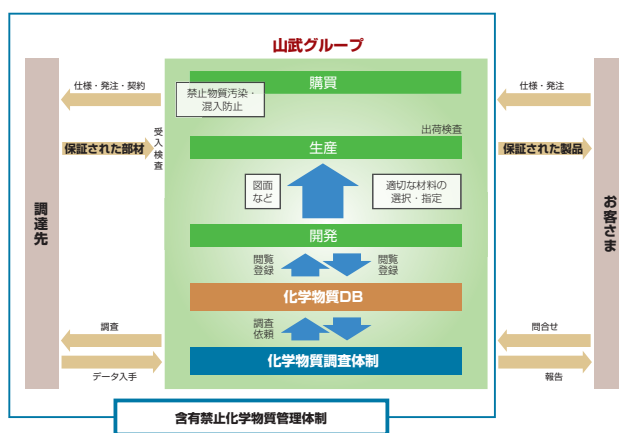 山武グループ
仕様・発注・契約
禁止物質汚染・
混入防止
購買
仕様・発注
出荷検査
保証された部材
受入検査
生産
保証された製品
図面
など
適切な材料の
選択・指定
調達先
お客さま
開発
閲覧
登録
閲覧
登録
化学物質DB
調査
調査
依頼
問合せ
化学物質調査体制
データ入手
報告
含有禁止化学物質管理体制